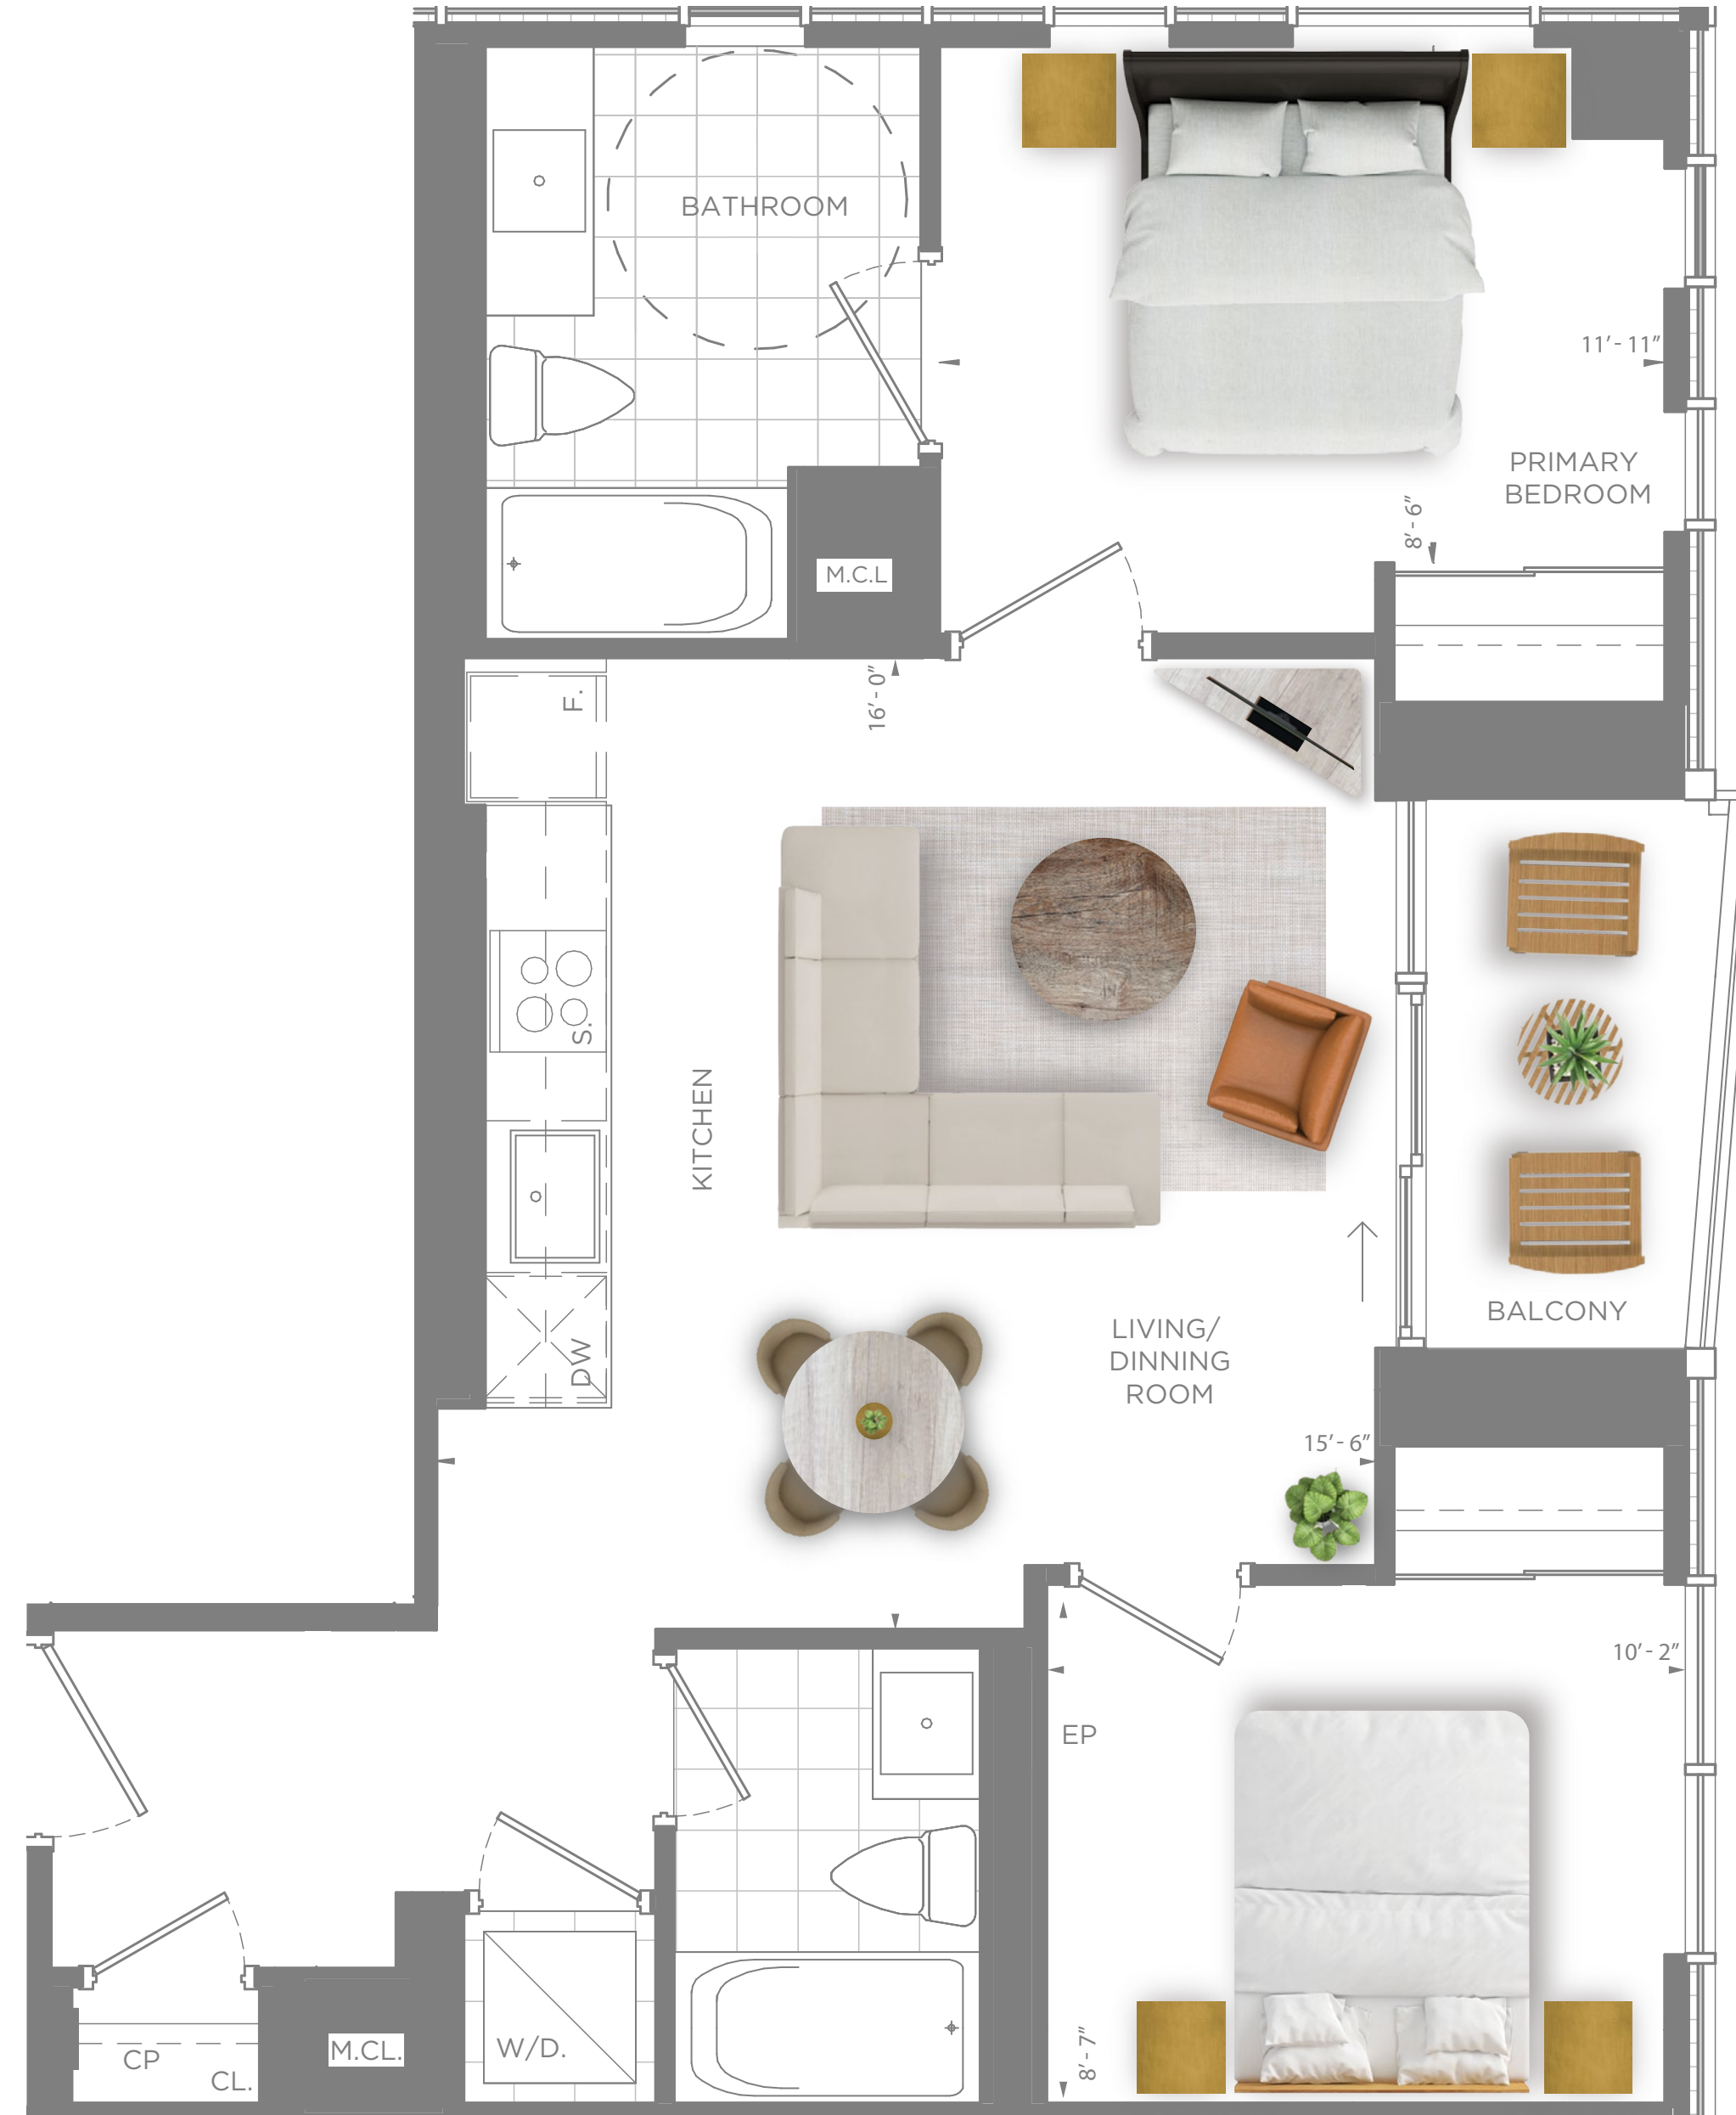 BATHROOM
11'- 11"
PRIMARY
BEDROOM
8'- 6"
M.C.L
F.
16'- 0"
S.
KITCHEN
DW
LIVING/
DINNING
ROOM
BALCONY
15'- 6"
10'- 2"
EP
8'- 7"
W/D.
M.CL.
CP
CL.